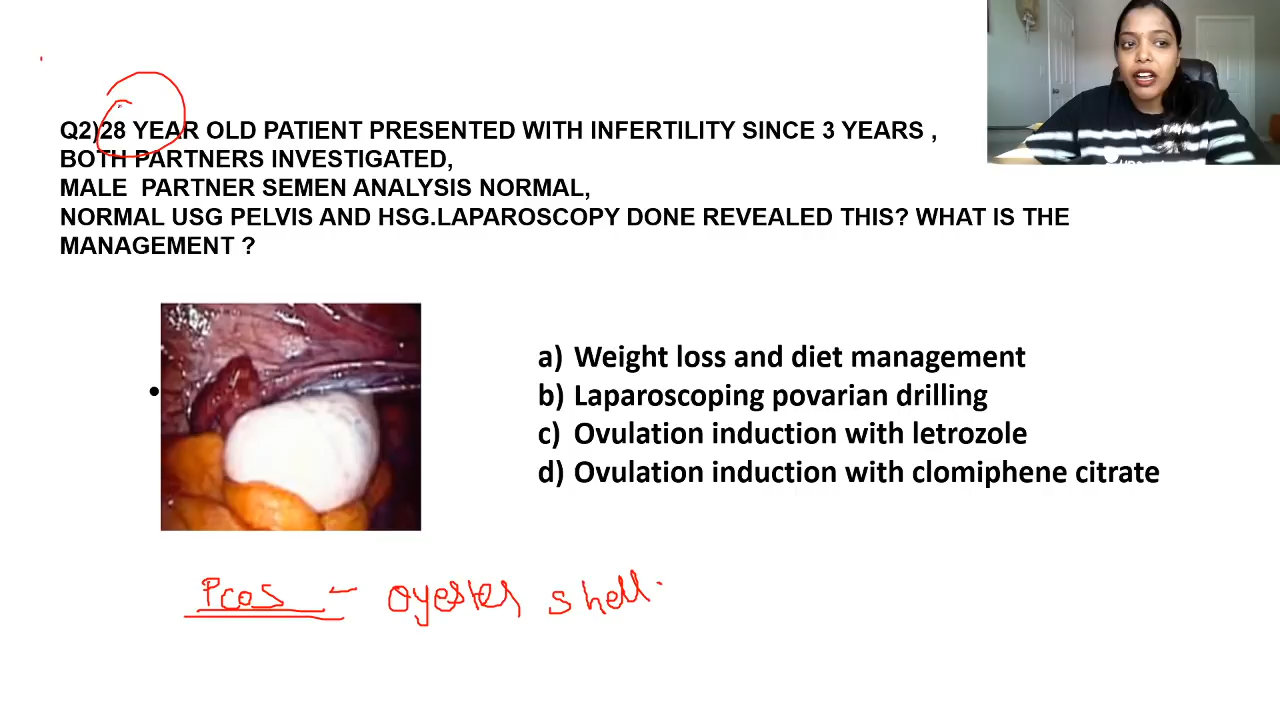 Q2)28 YEAR OLD PATIENT PRESENTED WITH INFERTILITY SINCE 3 YEARS ,
BOTH PARTNERS INVESTIGATED,
MALE PARTNER SEMEN ANALYSIS NORMAL,
NORMAL USG PELVIS AND HSG.LAPAROSCOPY DONE REVEALED THIS? WHAT IS THE
MANAGEMENT ?
a) Weight loss and diet management
b) Laparoscoping povarian drilling
c) Ovulation induction with letrozole
d) Ovulation induction with clomiphene citrate
PCOS - oyester shell